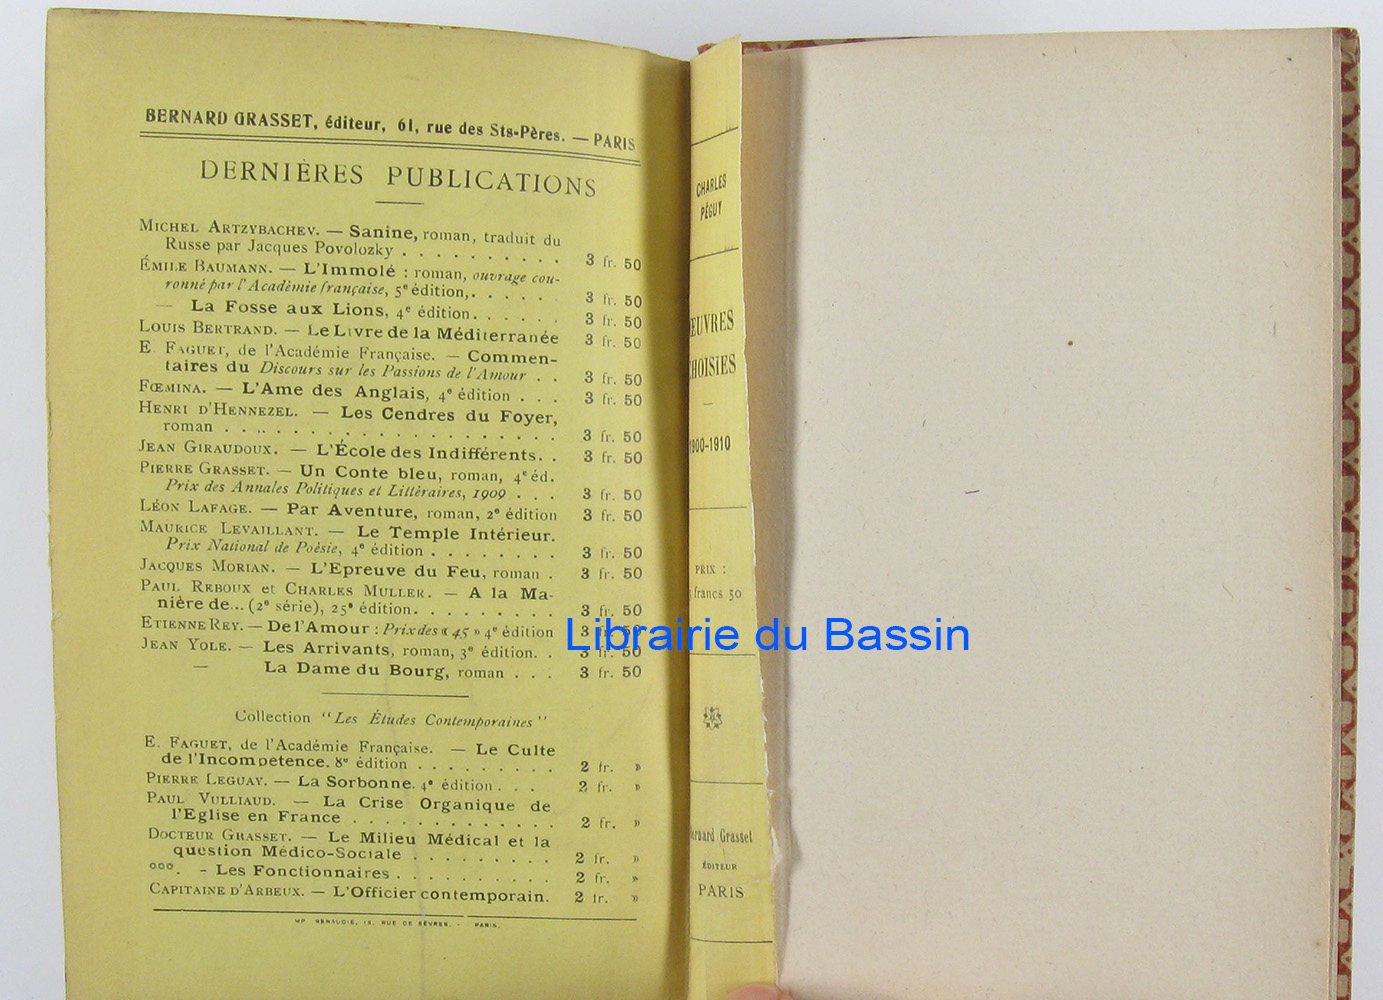 BERNARD GRASSET, éditeur, 61, rue des Sts-Pères. — PARIS
DERNIÈRES PUBLICATIONS
MICHEL ARTZYBACHEV. — Sanine, roman, traduit du
Russe par Jacques Povolozky . . . . . . . . . . 3 fr. 50
ÉMILE BAUMANN. — L'Immolé : roman, ouvrage cou-
ronné par l'Académie française, 5e édition,. . . . . . 3 fr. 50
— La Fosse aux Lions, 4e édition. . . . . . 3 fr. 50
LOUIS BERTRAND. — Le Livre de la Méditerranée 3 fr. 50
E FAGUET, de l'Académie Française. — Commen-
taires du Discours sur les Passions de l'Amour . . 3 fr. 50
FŒMINA. — L'Ame des Anglais, 4e édition . . . 3 fr. 50
HENRI D'HENNEZEL. — Les Cendres du Foyer,
roman . . . . . . . . . . . . . . . . . . . 3 fr. 50
JEAN GIRAUDOUX. — L'École des Indifférents. . 3 fr. 50
PIERRE GRASSET. — Un Conte bleu, roman, 4e éd.
Prix des Annales Politiques et Littéraires, 1909 . . . 3 fr. 50
LÉON LAFAGE. — Par Aventure, roman, 2e édition 3 fr. 50
MAURICE LEVAILLANT. — Le Temple Intérieur.
Prix National de Poésie, 4e édition . . . . . . . . 3 fr. 50
JACQUES MORIAN. — L'Epreuve du Feu, roman . 3 fr. 50
PAUL REBOUX et CHARLES MULLER. — A la Ma-
nière de... (2e série), 25e édition. . . . . . . . . 3 fr. 50
ETIENNE REY. — De l'Amour : Prix des « 45 » 4e édition 3 fr. 50
JEAN YOLE. — Les Arrivants, roman, 3e édition. . 3 fr. 50
— La Dame du Bourg, roman . . . 3 fr. 50
Collection "Les Études Contemporaines"
E. FAGUET, de l'Académie Française. — Le Culte
de l'Incompetence. 8e édition . . . . . . . . . 2 fr. »
PIERRE LEGUAY. — La Sorbonne. 4e édition . . . 2 fr. »
PAUL VULLIAUD. — La Crise Organique de
l'Eglise en France . . . . . . . . . . . . . 2 fr. »
DOCTEUR GRASSET. — Le Milieu Médical et la
question Médico-Sociale . . . . . . . . . 2 fr. »
°°°. - Les Fonctionnaires . . . . . . . . . . 2 fr. »
CAPITAINE D'ARBEUX. — L'Officier contemporain. 2 fr. »
MP RENAUDIE, 13, RUE DE SÈVRES, - PARIS.
CHARLES
PÉGUY
ŒUVRES
CHOISIES
—
1900-1910
PRIX :
francs 50
Bernard Grasset
ÉDITEUR
PARIS
Librairie du Bassin